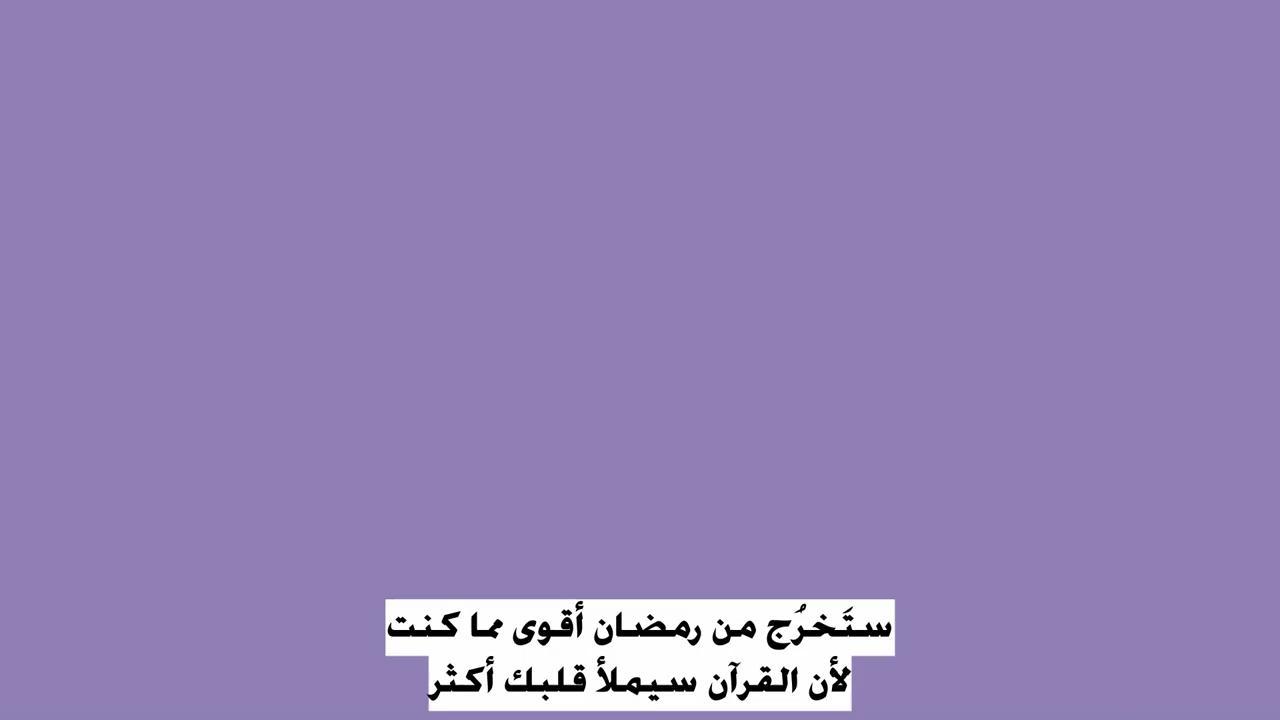 ستَخرُج من رمضان أقوى مما كنت
لأن القرآن سيملأ قلبك أكثر